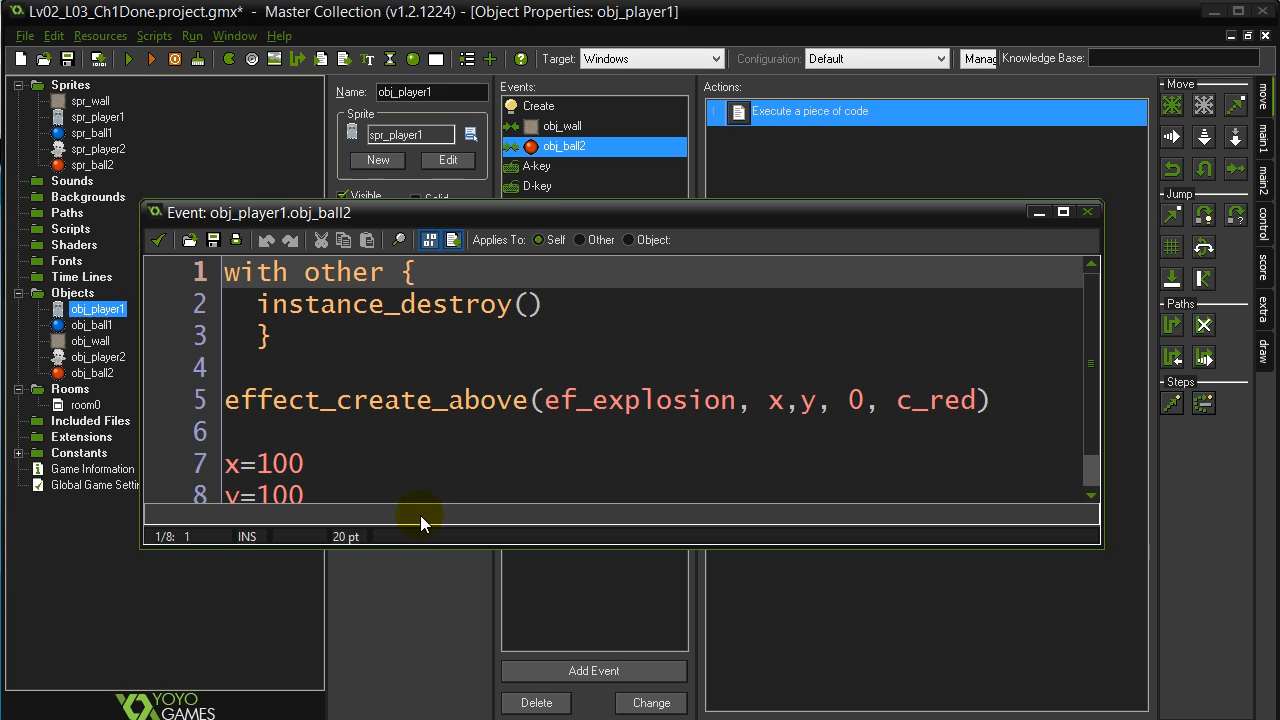 Lv02_L03_Ch1Done.project.gmx* - Master Collection (v1.2.1224) - [Object Properties: obj_player1]
File Edit Resources Scripts Run Window Help
Target: Windows Configuration: Default Manag Knowledge Base:
Sprites
spr_wall
spr_player1
spr_ball1
spr_player2
spr_ball2
Sounds
Backgrounds
Paths
Scripts
Shaders
Fonts
Time Lines
Objects
obj_player1
obj_ball1
obj_wall
obj_player2
obj_ball2
Rooms
room0
Included Files
Extensions
Constants
Game Information
Global Game Settin
YOYO
GAMES
Name: obj_player1
Sprite
spr_player1
New Edit
Visible Solid
Events:
Create
obj_wall
obj_ball2
A-key
D-key
Add Event
Delete Change
Actions:
1 Execute a piece of code
Event: obj_player1.obj_ball2
Applies To: Self Other Object:
1 with other {
2 instance_destroy()
3 }
4
5 effect_create_above(ef_explosion, x,y, 0, c_red)
6
7 x=100
8 y=100
1/8: 1 INS 20 pt
Move
Jump
Paths
Steps
move
main1
main2
control
score
extra
draw